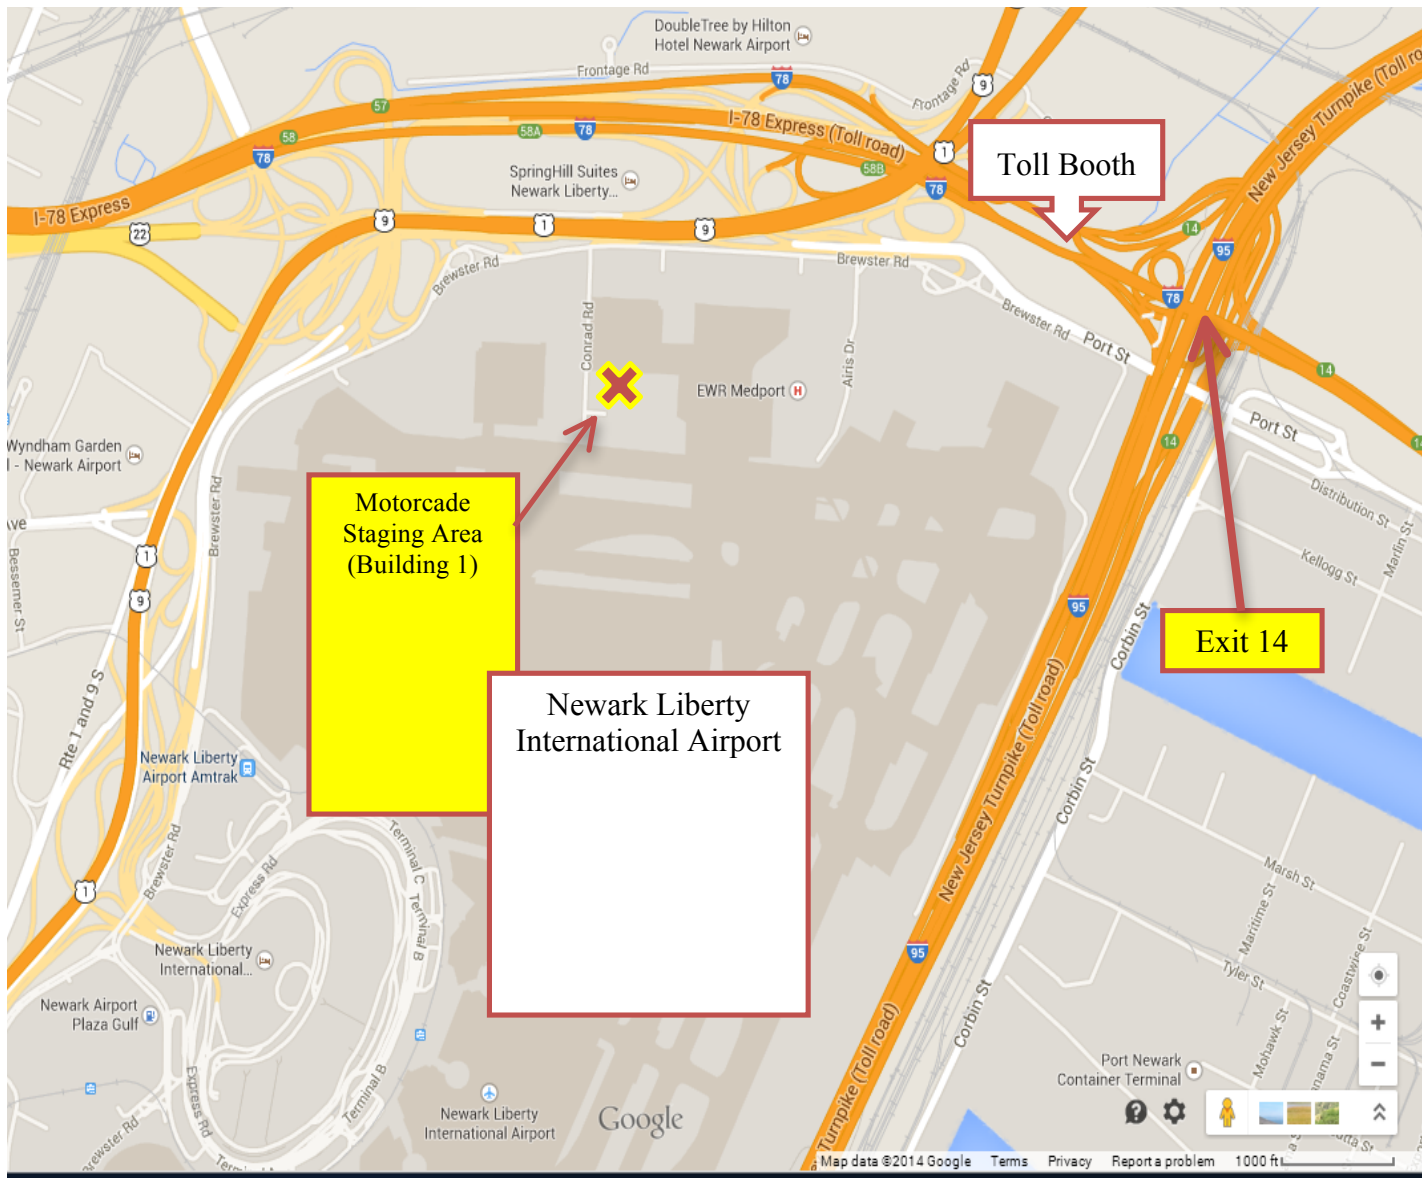 DoubleTree by Hilton
Hotel Newark Airport
Frontage Rd
78
9
Frontage Rd
57
I-78 Express (Toll road)
58
58A
78
78
1
58B
78
SpringHill Suites
Newark Liberty...
Toll Booth
New Jersey Turnpike (Toll ro
I-78 Express
22
9
1
9
14
95
78
Brewster Rd
Brewster Rd
Brewster Rd
Port St
Conrad Rd
Airis Dr
EWR Medport
H
14
14
14
Port St
Wyndham Garden
l - Newark Airport
Motorcade
Staging Area
(Building 1)
Distribution St
Marlin St
Kellogg St
Ave
Bessemer St
Brewster Rd
1
9
95
Corbin St
Exit 14
Rte 1 and 9 S
Newark Liberty
International Airport
New Jersey Turnpike (Toll road)
Newark Liberty
Airport Amtrak
Corbin St
Terminal C
Brewster Rd
Express Rd
1
Terminal B
Marsh St
Maritime St
Coastwise St
Tyler St
Newark Liberty
International...
95
Corbin St
Newark Airport
Plaza Gulf
Express Rd
Terminal B
Mohawk St
Panama St
Port Newark
Container Terminal
Newark Liberty
International Airport
Google
Turnpike (Toll road)
ewster Rd
Map data ©2014 Google Terms Privacy Report a problem 1000 ft